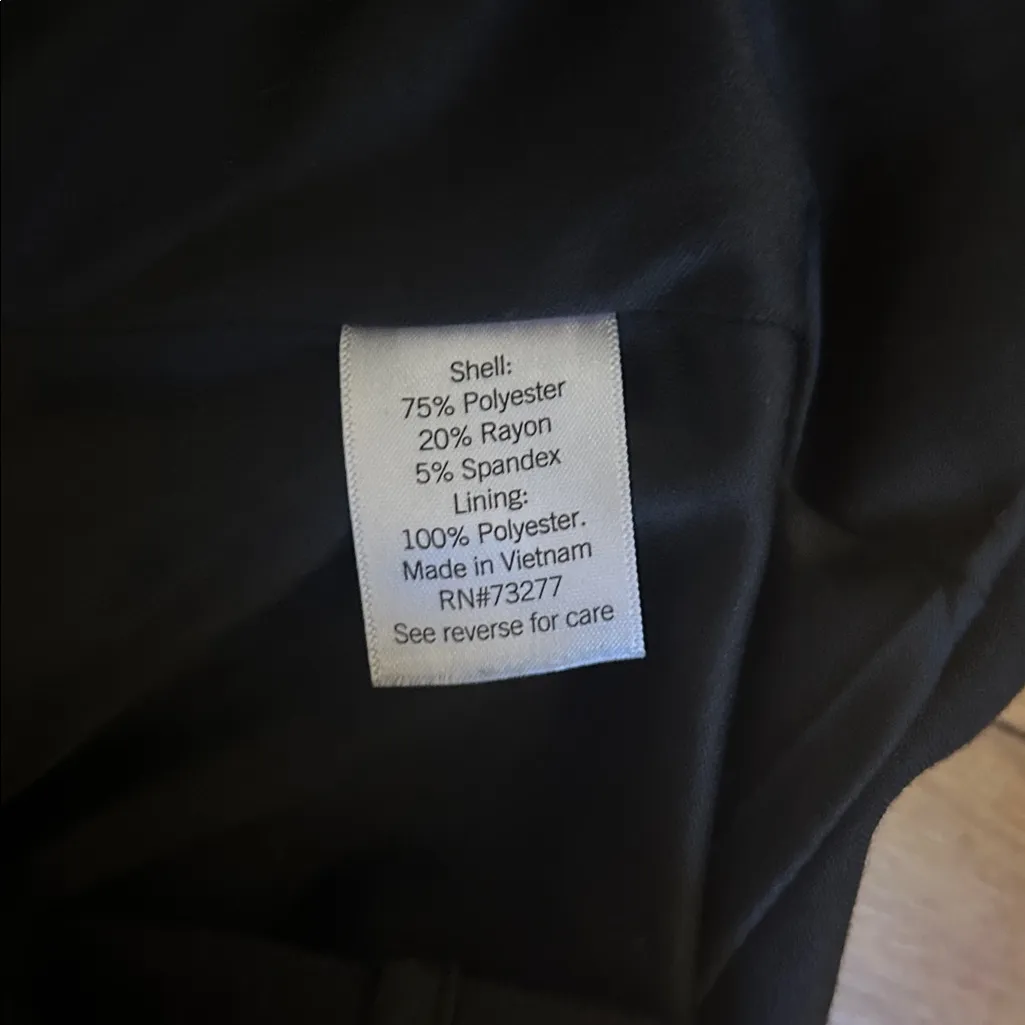 Shell:
75% Polyester
20% Rayon
5% Spandex
Lining:
100% Polyester.
Made in Vietnam
RN#73277
See reverse for care